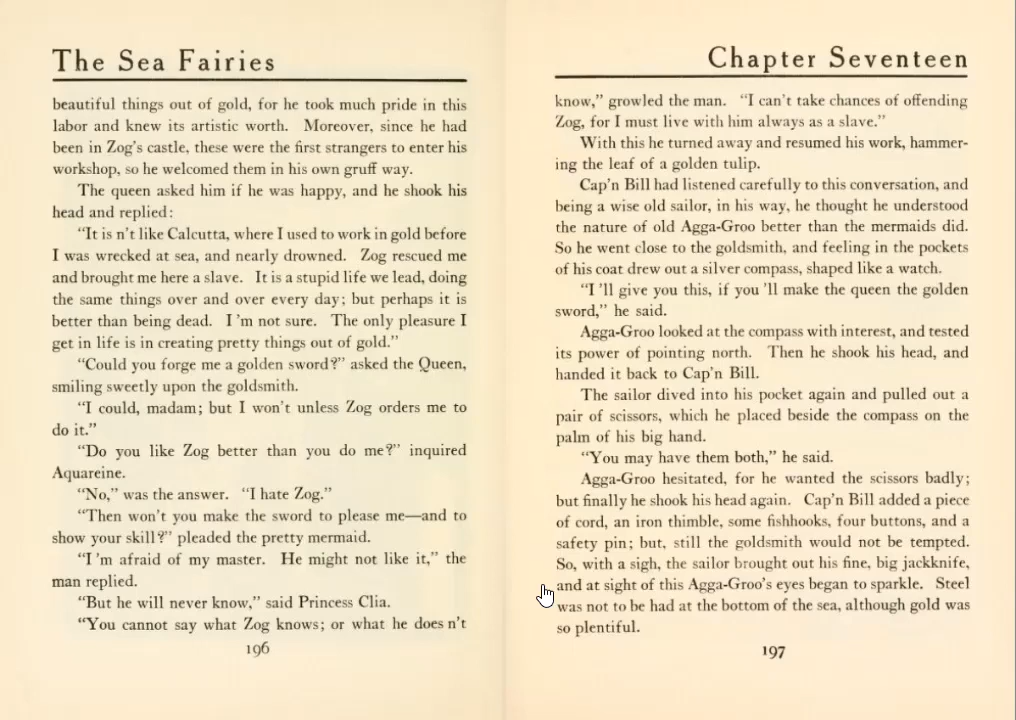 The Sea Fairies
beautiful things out of gold, for he took much pride in this
labor and knew its artistic worth. Moreover, since he had
been in Zog's castle, these were the first strangers to enter his
workshop, so he welcomed them in his own gruff way.
The queen asked him if he was happy, and he shook his
head and replied:
"It is n't like Calcutta, where I used to work in gold before
I was wrecked at sea, and nearly drowned. Zog rescued me
and brought me here a slave. It is a stupid life we lead, doing
the same things over and over every day; but perhaps it is
better than being dead. I 'm not sure. The only pleasure I
get in life is in creating pretty things out of gold."
"Could you forge me a golden sword?" asked the Queen,
smiling sweetly upon the goldsmith.
"I could, madam; but I won't unless Zog orders me to
do it."
"Do you like Zog better than you do me?" inquired
Aquareine.
"No," was the answer. "I hate Zog."
"Then won't you make the sword to please me—and to
show your skill?" pleaded the pretty mermaid.
"I 'm afraid of my master. He might not like it," the
man replied.
"But he will never know," said Princess Clia.
"You cannot say what Zog knows; or what he does n't
196
Chapter Seventeen
know," growled the man. "I can't take chances of offending
Zog, for I must live with him always as a slave."
With this he turned away and resumed his work, hammer-
ing the leaf of a golden tulip.
Cap'n Bill had listened carefully to this conversation, and
being a wise old sailor, in his way, he thought he understood
the nature of old Agga-Groo better than the mermaids did.
So he went close to the goldsmith, and feeling in the pockets
of his coat drew out a silver compass, shaped like a watch.
"I 'll give you this, if you 'll make the queen the golden
sword," he said.
Agga-Groo looked at the compass with interest, and tested
its power of pointing north. Then he shook his head, and
handed it back to Cap'n Bill.
The sailor dived into his pocket again and pulled out a
pair of scissors, which he placed beside the compass on the
palm of his big hand.
"You may have them both," he said.
Agga-Groo hesitated, for he wanted the scissors badly;
but finally he shook his head again. Cap'n Bill added a piece
of cord, an iron thimble, some fishhooks, four buttons, and a
safety pin; but, still the goldsmith would not be tempted.
So, with a sigh, the sailor brought out his fine, big jackknife,
and at sight of this Agga-Groo's eyes began to sparkle. Steel
was not to be had at the bottom of the sea, although gold was
so plentiful.
197